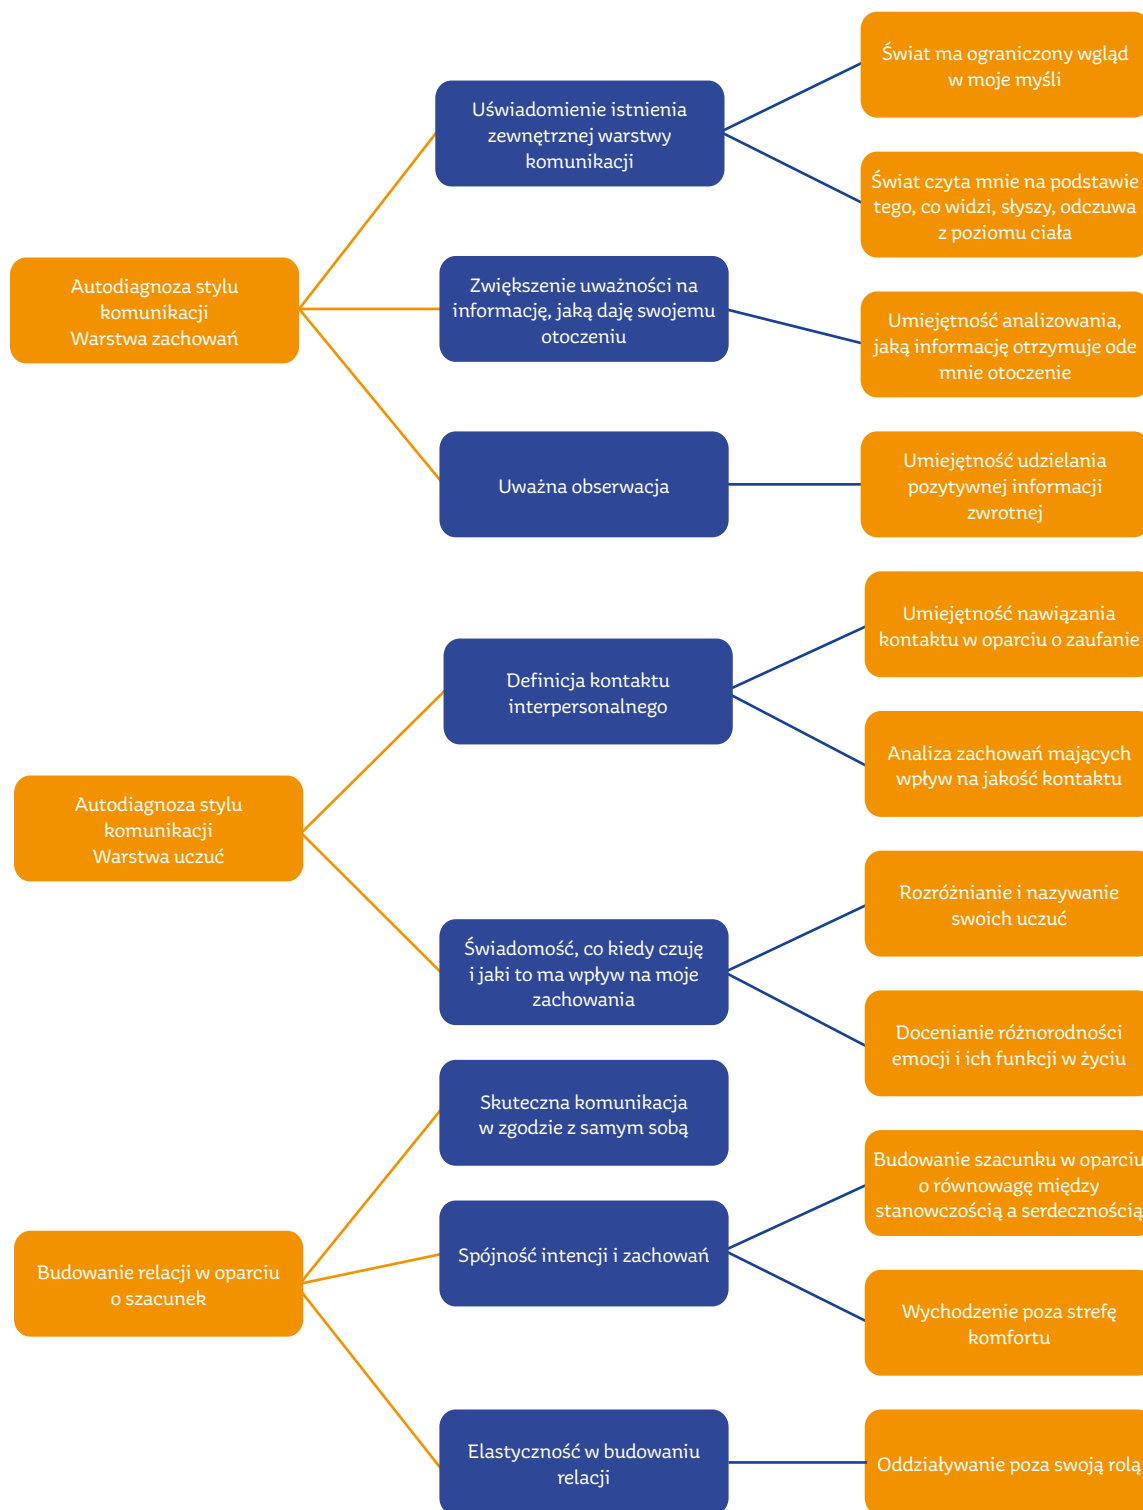 Autodiagnoza stylu
komunikacji
Warstwa zachowań
Uświadomienie istnienia
zewnętrznej warstwy
komunikacji
Świat ma ograniczony wgląd
w moje myśli
Świat czyta mnie na podstawie
tego, co widzi, słyszy, odczuwa
z poziomu ciała
Zwiększenie uważności na
informację, jaką daję swojemu
otoczeniu
Umiejętność analizowania,
jaką informację otrzymuje ode
mnie otoczenie
Uważna obserwacja
Umiejętność udzielania
pozytywnej informacji
zwrotnej
Autodiagnoza stylu
komunikacji
Warstwa uczuć
Definicja kontaktu
interpersonalnego
Umiejętność nawiązania
kontaktu w oparciu o zaufanie
Analiza zachowań mających
wpływ na jakość kontaktu
Świadomość, co kiedy czuję
i jaki to ma wpływ na moje
zachowania
Rozróżnianie i nazywanie
swoich uczuć
Docenianie różnorodności
emocji i ich funkcji w życiu
Budowanie relacji w oparciu
o szacunek
Skuteczna komunikacja
w zgodzie z samym sobą
Spójność intencji i zachowań
Budowanie szacunku w oparciu
o równowagę między
stanowczością a serdecznością
Wychodzenie poza strefę
komfortu
Elastyczność w budowaniu
relacji
Oddziaływanie poza swoją rolą